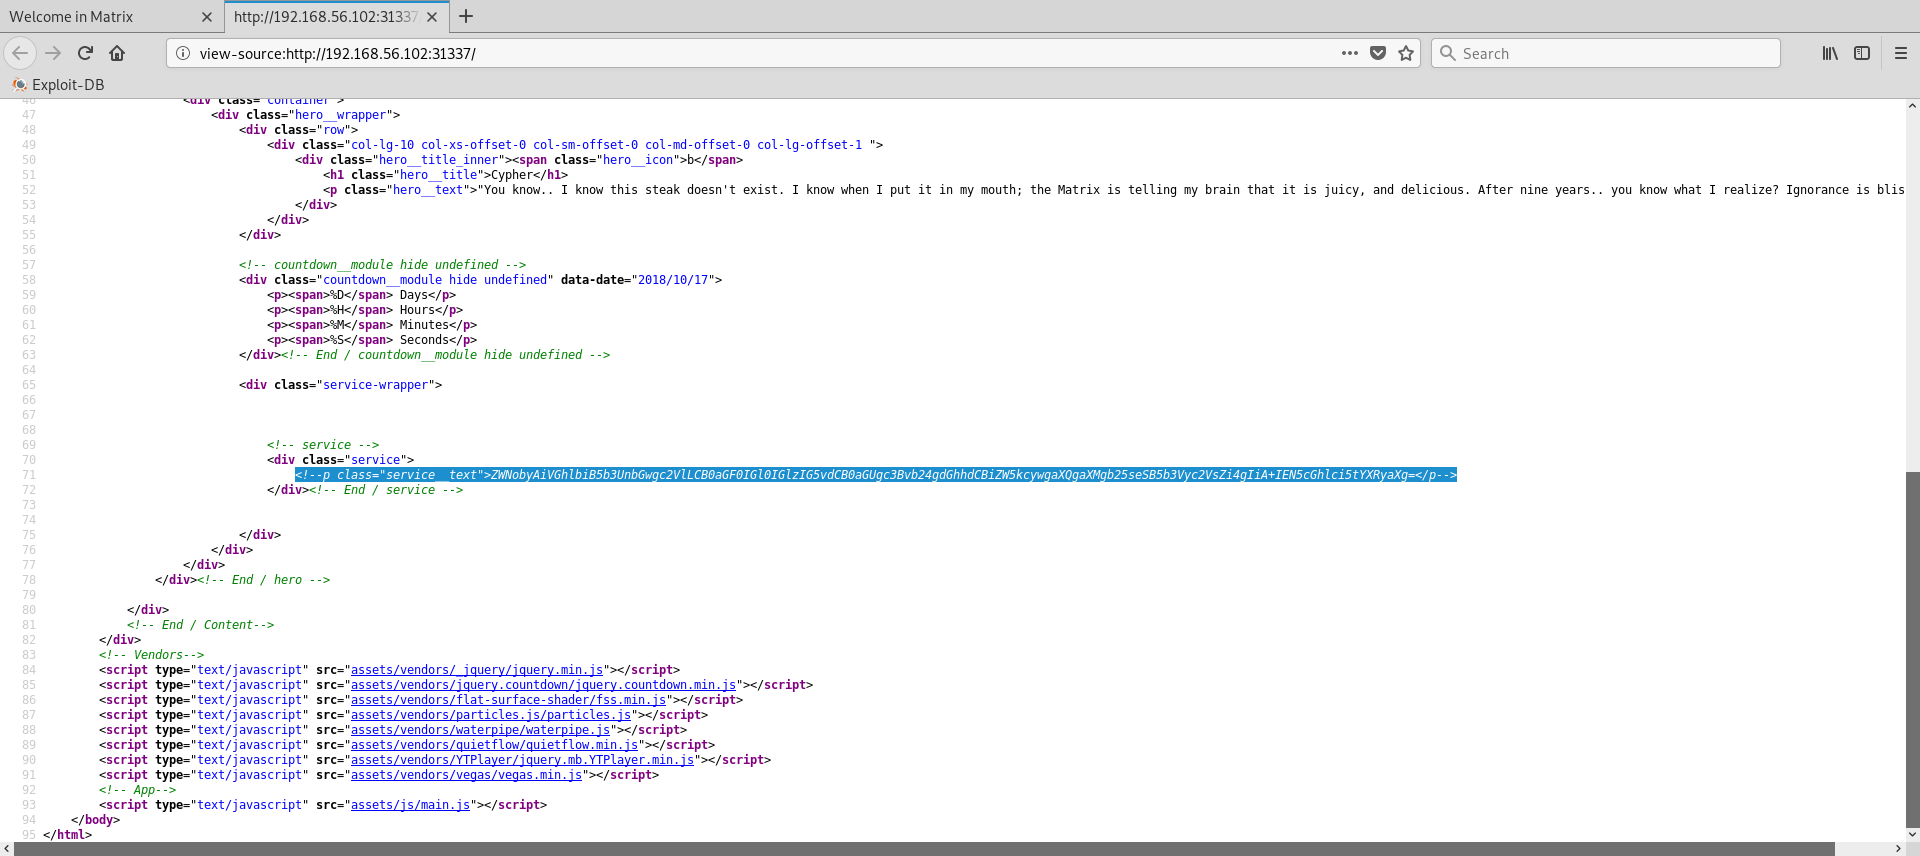 Welcome in Matrix
http://192.168.56.102:31337
view-source:http://192.168.56.102:31337/
Search
Exploit-DB
46 <div class="container">
47 <div class="hero__wrapper">
48 <div class="row">
49 <div class="col-lg-10 col-xs-offset-0 col-sm-offset-0 col-md-offset-0 col-lg-offset-1 ">
50 <div class="hero__title_inner"><span class="hero__icon">b</span>
51 <h1 class="hero__title">Cypher</h1>
52 <p class="hero__text">"You know.. I know this steak doesn't exist. I know when I put it in my mouth; the Matrix is telling my brain that it is juicy, and delicious. After nine years.. you know what I realize? Ignorance is blis
53 </div>
54 </div>
55 </div>
56
57 <!-- countdown__module hide undefined -->
58 <div class="countdown__module hide undefined" data-date="2018/10/17">
59 <p><span>%D</span> Days</p>
60 <p><span>%H</span> Hours</p>
61 <p><span>%M</span> Minutes</p>
62 <p><span>%S</span> Seconds</p>
63 </div><!-- End / countdown__module hide undefined -->
64
65 <div class="service-wrapper">
66
67
68
69 <!-- service -->
70 <div class="service">
71 <!--p class="service__text">ZWNobyAiVGhlbiB5b3UnbGwgc2VlLCB0aGF0IGl0IGlzIG5vdCB0aGUgc3Bvb24gdGhhdCBiZW5kcywgaXQgaXMgb25seSB5b3Vyc2VsZi4gIiA+IEN5cGhlci5tYXRyaXg=</p-->
72 </div><!-- End / service -->
73
74
75 </div>
76 </div>
77 </div>
78 </div><!-- End / hero -->
79
80 </div>
81 <!-- End / Content-->
82 </div>
83 <!-- Vendors-->
84 <script type="text/javascript" src="assets/vendors/_jquery/jquery.min.js"></script>
85 <script type="text/javascript" src="assets/vendors/jquery.countdown/jquery.countdown.min.js"></script>
86 <script type="text/javascript" src="assets/vendors/flat-surface-shader/fss.min.js"></script>
87 <script type="text/javascript" src="assets/vendors/particles.js/particles.js"></script>
88 <script type="text/javascript" src="assets/vendors/waterpipe/waterpipe.js"></script>
89 <script type="text/javascript" src="assets/vendors/quietflow/quietflow.min.js"></script>
90 <script type="text/javascript" src="assets/vendors/YTPlayer/jquery.mb.YTPlayer.min.js"></script>
91 <script type="text/javascript" src="assets/vendors/vegas/vegas.min.js"></script>
92 <!-- App-->
93 <script type="text/javascript" src="assets/js/main.js"></script>
94 </body>
95 </html>